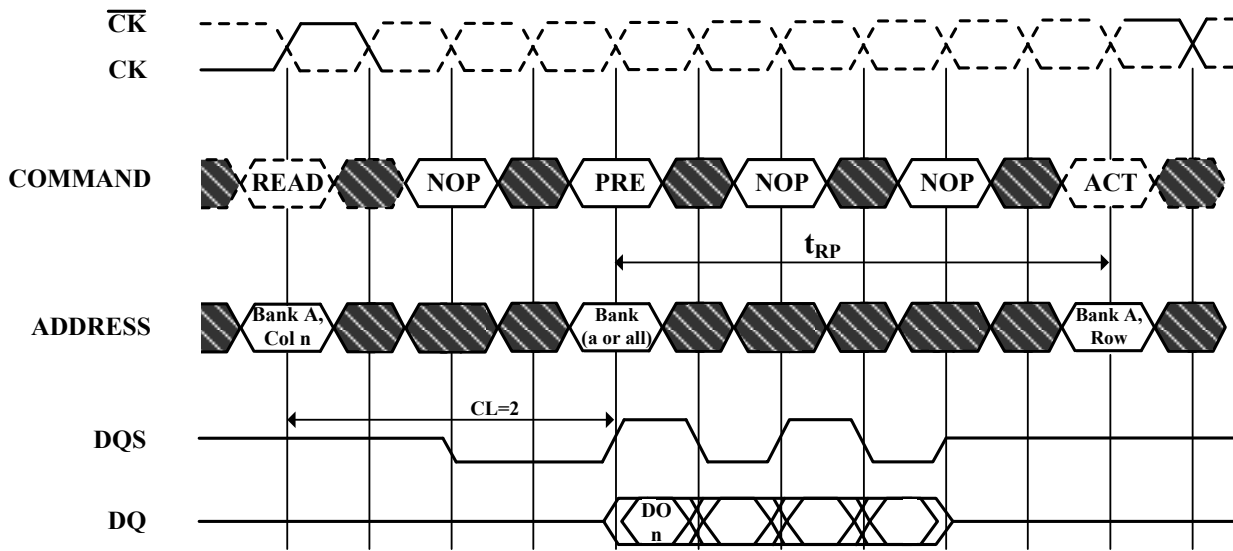 CK
CK
COMMAND
READ
NOP
PRE
NOP
NOP
ACT
tRP
ADDRESS
Bank A,
Col n
Bank
(a or all)
Bank A,
Row
CL=2
DQS
DQ
DO
n